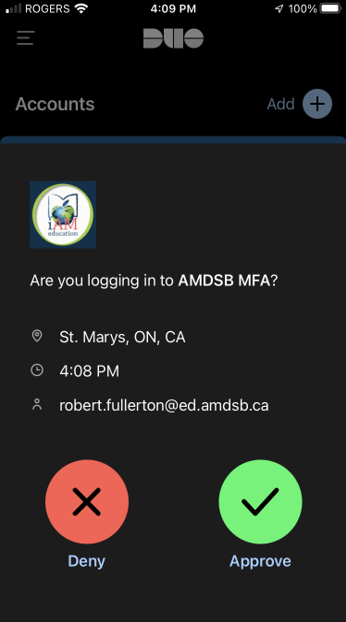 ROGERS 4:09 PM 100%
DUO
Accounts Add
iAM
education
Are you logging in to AMDSB MFA?
St. Marys, ON, CA
4:08 PM
robert.fullerton@ed.amdsb.ca
Deny Approve